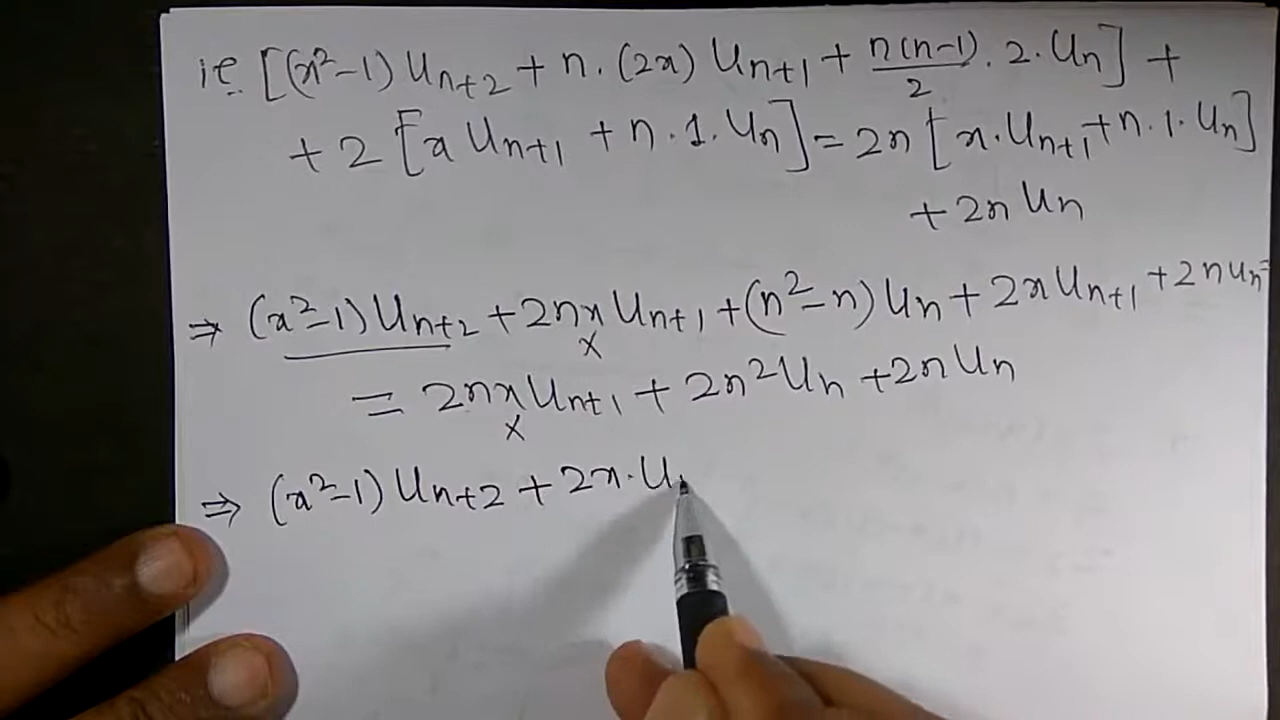 ie [(x²-1) Uₙ₊₂ + n. (2x) Uₙ₊₁ + n(n-1)/2 . 2. Uₙ] +
+ 2 [x Uₙ₊₁ + n. 1. Uₙ] = 2n [x. Uₙ₊₁ + n. 1. Uₙ]
+ 2n Uₙ
⇒ (x²-1) Uₙ₊₂ + 2nx Uₙ₊₁ + (n²-n) Uₙ + 2x Uₙ₊₁ + 2n Uₙ =
= 2nx Uₙ₊₁ + 2n² Uₙ + 2n Uₙ
⇒ (x²-1) Uₙ₊₂ + 2x. U